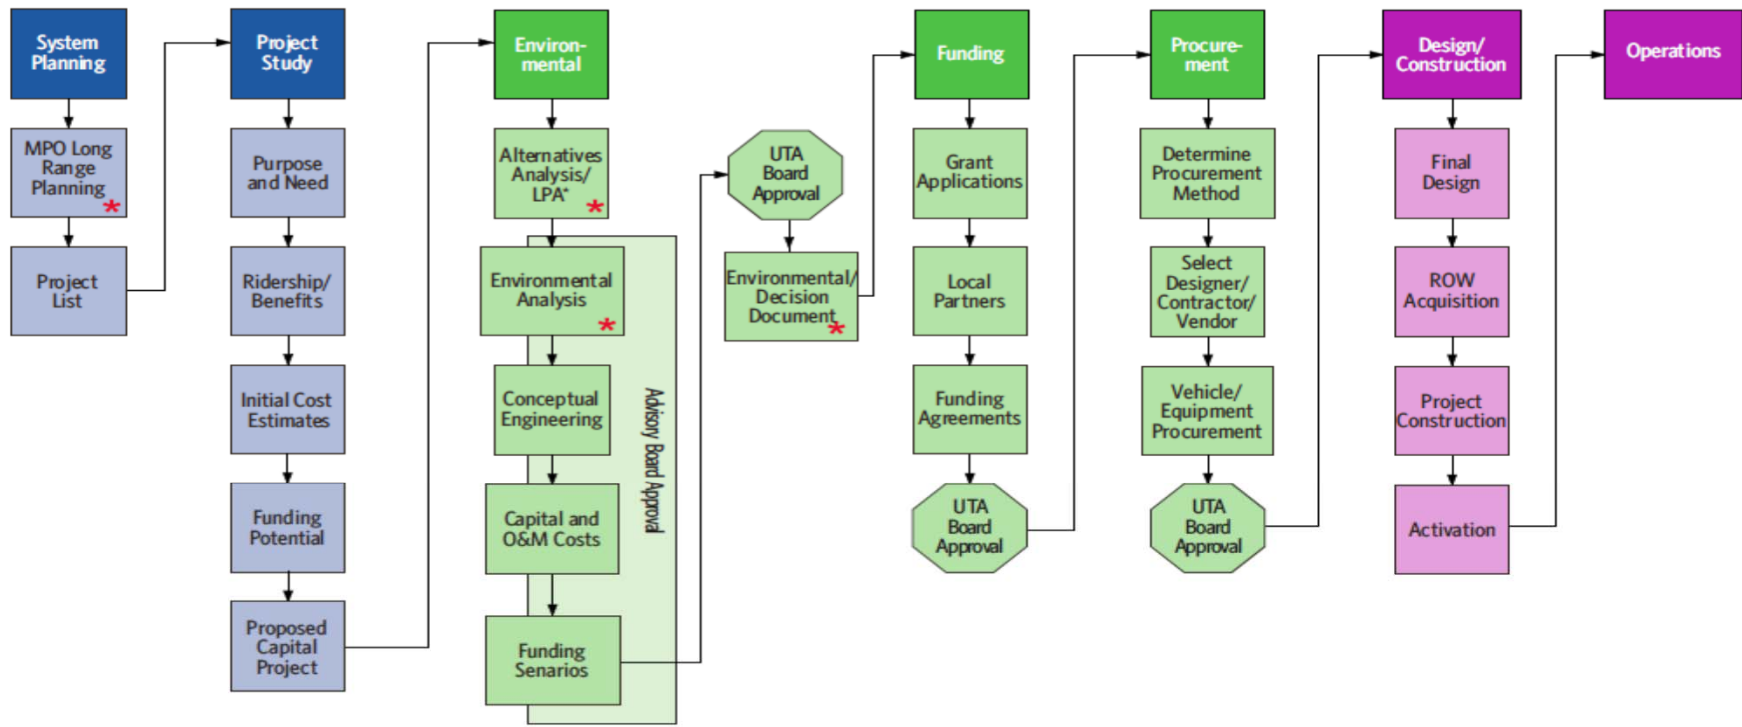 System
Planning
MPO Long
Range
Planning
*
Project
List
Project
Study
Purpose
and Need
Ridership/
Benefits
Initial Cost
Estimates
Funding
Potential
Proposed
Capital
Project
Environ-
mental
Alternatives
Analysis/
LPA*
*
Environmental
Analysis
*
Conceptual
Engineering
Capital and
O&M Costs
Funding
Senarios
Advisory Board Approval
UTA
Board
Approval
Environmental/
Decision
Document
*
Funding
Grant
Applications
Local
Partners
Funding
Agreements
UTA
Board
Approval
Procure-
ment
Determine
Procurement
Method
Select
Designer/
Contractor/
Vendor
Vehicle/
Equipment
Procurement
UTA
Board
Approval
Design/
Construction
Final
Design
ROW
Acquisition
Project
Construction
Activation
Operations